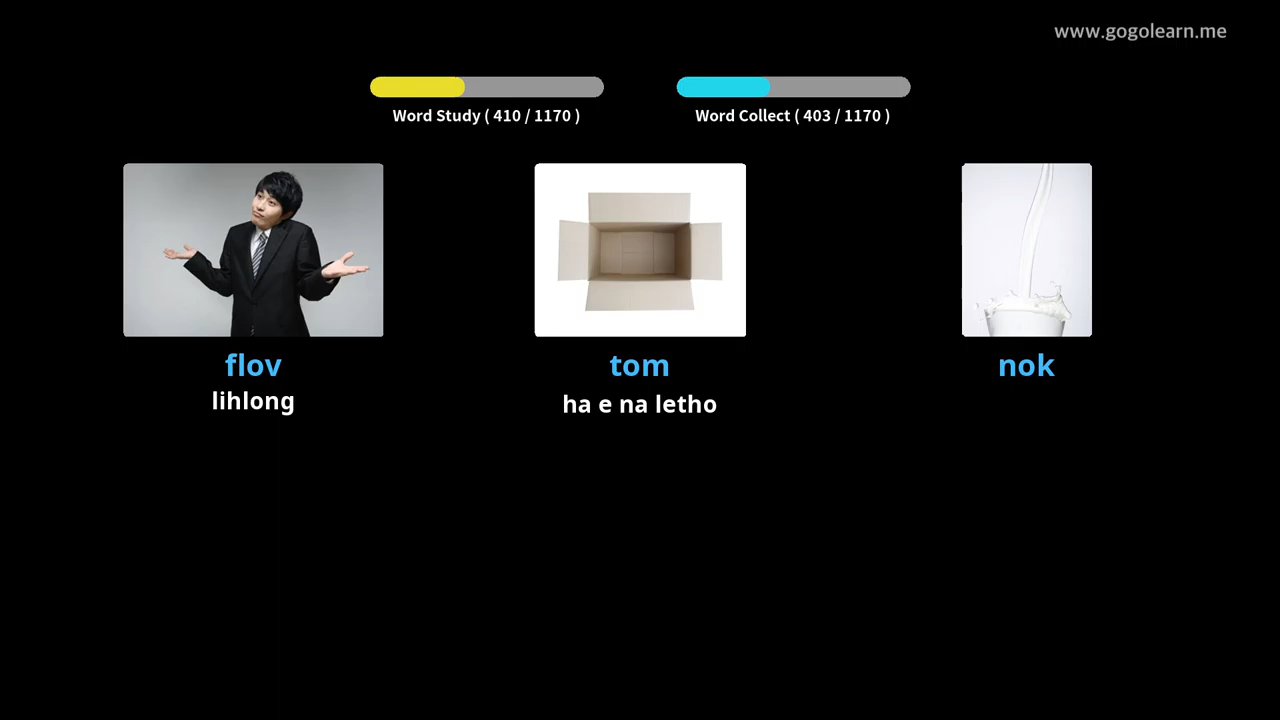 www.gogolearn.me
Word Study ( 410 / 1170 )
Word Collect ( 403 / 1170 )
flov
tom
nok
lihlong
ha e na letho